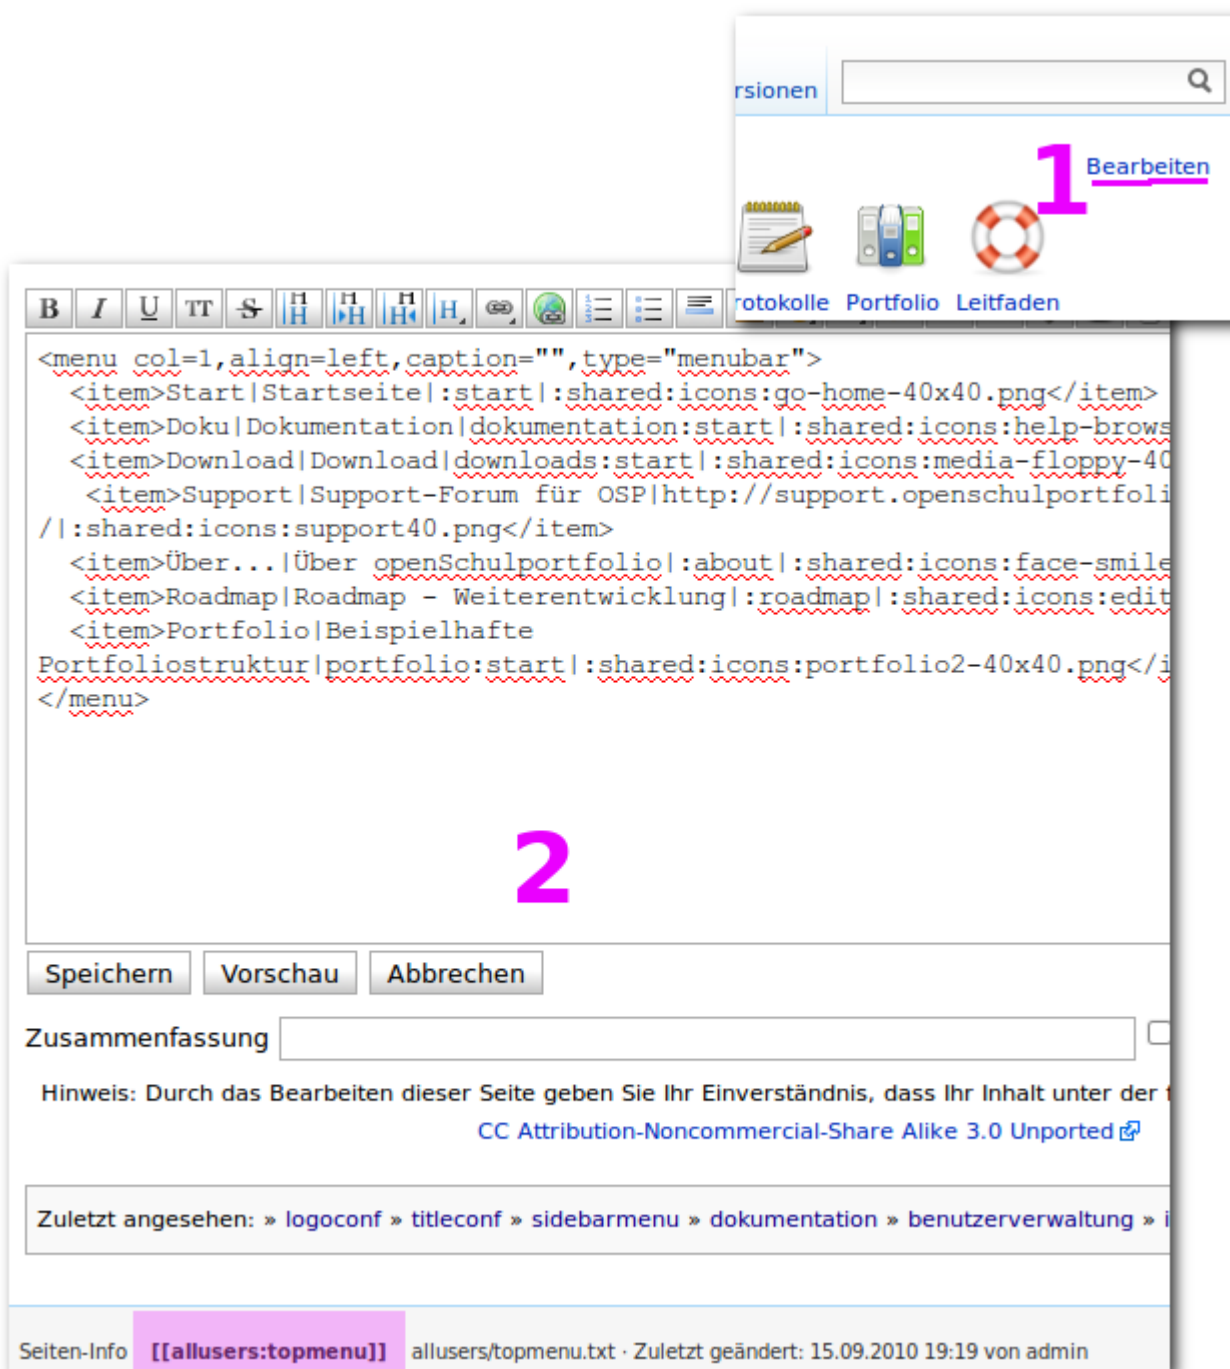 rsionen
1
Bearbeiten
rotokolle Portfolio Leitfaden
B I U TT S H H H H H H H
<menu col=1,align=left,caption="",type="menubar">
<item>Start|Startseite|:start|:shared:icons:go-home-40x40.png</item>
<item>Doku|Dokumentation|dokumentation:start|:shared:icons:help-brows
<item>Download|Download|downloads:start|:shared:icons:media-floppy-40
<item>Support|Support-Forum für OSP|http://support.openschulportfoli
/|:shared:icons:support40.png</item>
<item>Über...|Über openSchulportfolio|:about|:shared:icons:face-smile
<item>Roadmap|Roadmap - Weiterentwicklung|:roadmap|:shared:icons:edit
<item>Portfolio|Beispielhafte
Portfoliostruktur|portfolio:start|:shared:icons:portfolio2-40x40.png</i
</menu>
2
Speichern Vorschau Abbrechen
Zusammenfassung
Hinweis: Durch das Bearbeiten dieser Seite geben Sie Ihr Einverständnis, dass Ihr Inhalt unter der f
CC Attribution-Noncommercial-Share Alike 3.0 Unported
Zuletzt angesehen: » logoconf » titleconf » sidebarmenu » dokumentation » benutzerverwaltung » i
Seiten-Info [[allusers:topmenu]] allusers/topmenu.txt · Zuletzt geändert: 15.09.2010 19:19 von admin